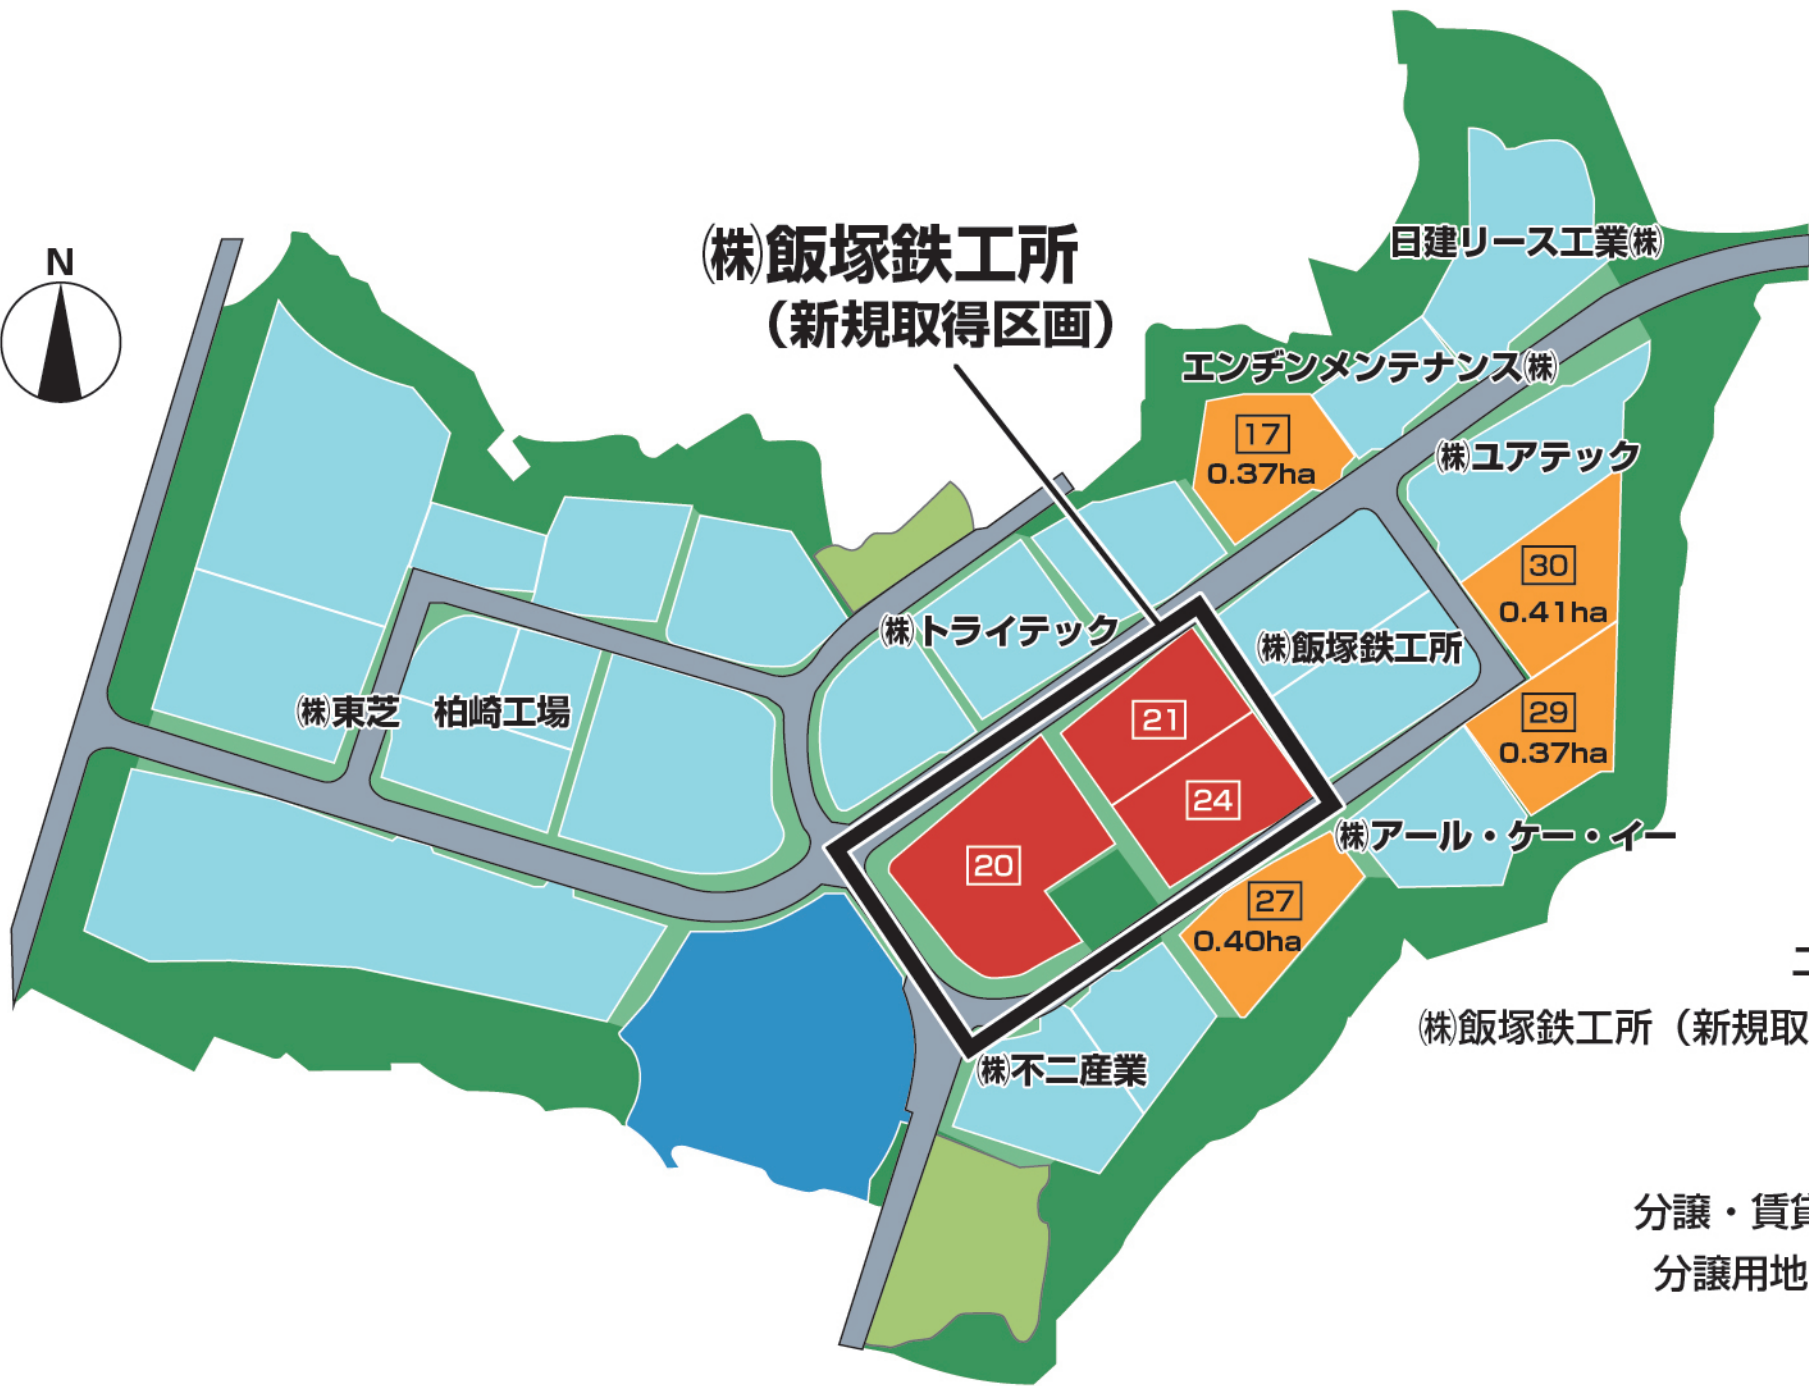 N
㈱飯塚鉄工所
（新規取得区画）
日建リース工業㈱
エンヂンメンテナンス㈱
17
0.37ha
㈱ユアテック
30
0.41ha
㈱トライテック
㈱飯塚鉄工所
㈱東芝　柏崎工場
21
29
0.37ha
24
㈱アール・ケー・イー
20
27
0.40ha
㈱飯塚鉄工所（新規取
㈱不二産業
分譲・賃貸
分譲用地